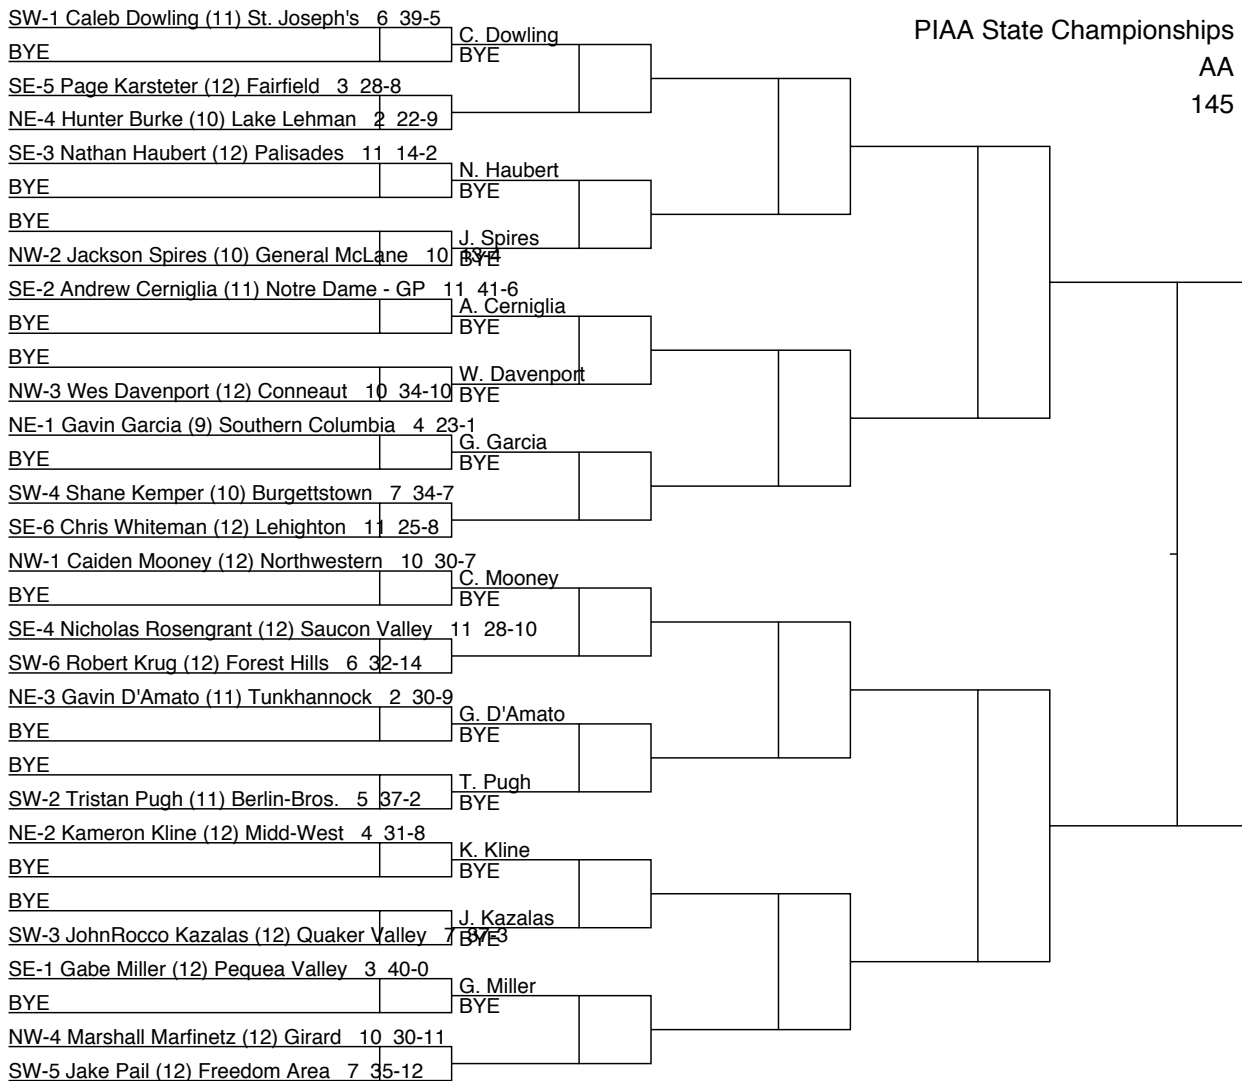 PIAA State Championships
AA
145
SW-1 Caleb Dowling (11) St. Joseph's 6 39-5
BYE
SE-5 Page Karsteter (12) Fairfield 3 28-8
NE-4 Hunter Burke (10) Lake Lehman 2 22-9
SE-3 Nathan Haubert (12) Palisades 11 14-2
BYE
BYE
NW-2 Jackson Spires (10) General McLane 10
SE-2 Andrew Cerniglia (11) Notre Dame - GP 11 41-6
BYE
BYE
NW-3 Wes Davenport (12) Conneaut 10 34-10
NE-1 Gavin Garcia (9) Southern Columbia 4 23-1
BYE
SW-4 Shane Kemper (10) Burgettstown 7 34-7
SE-6 Chris Whiteman (12) Lehighton 11 25-8
NW-1 Caiden Mooney (12) Northwestern 10 30-7
BYE
SE-4 Nicholas Rosengrant (12) Saucon Valley 11 28-10
SW-6 Robert Krug (12) Forest Hills 6 32-14
NE-3 Gavin D'Amato (11) Tunkhannock 2 30-9
BYE
BYE
SW-2 Tristan Pugh (11) Berlin-Bros. 5 37-2
NE-2 Kameron Kline (12) Midd-West 4 31-8
BYE
BYE
SW-3 JohnRocco Kazalas (12) Quaker Valley 7 37-3
SE-1 Gabe Miller (12) Pequea Valley 3 40-0
BYE
NW-4 Marshall Marfinetz (12) Girard 10 30-11
SW-5 Jake Pail (12) Freedom Area 7 35-12
C. Dowling
BYE
N. Haubert
BYE
J. Spires
BYE
A. Cerniglia
BYE
W. Davenport
BYE
G. Garcia
BYE
C. Mooney
BYE
G. D'Amato
BYE
T. Pugh
BYE
K. Kline
BYE
J. Kazalas
BYE
G. Miller
BYE